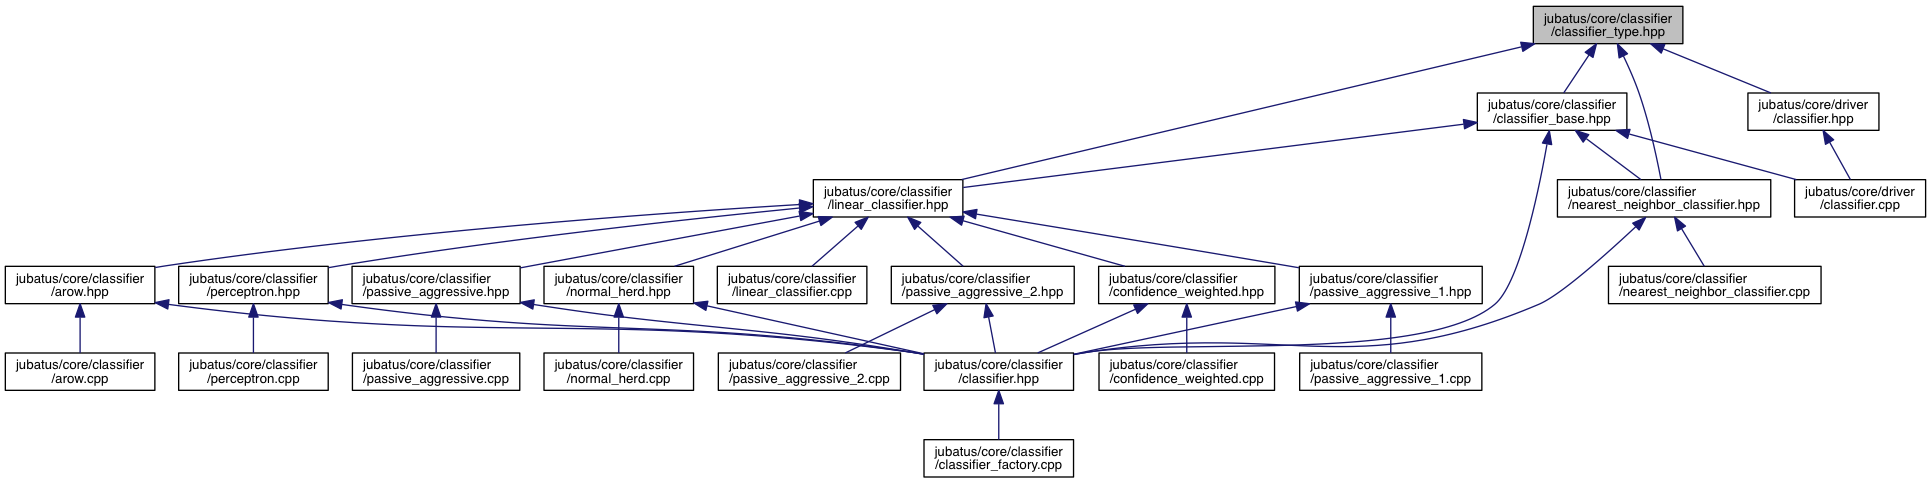 jubatus/core/classifier
/classifier_type.hpp
jubatus/core/classifier
/classifier_base.hpp
jubatus/core/driver
/classifier.hpp
jubatus/core/classifier
/linear_classifier.hpp
jubatus/core/classifier
/nearest_neighbor_classifier.hpp
jubatus/core/driver
/classifier.cpp
jubatus/core/classifier
/arow.hpp
jubatus/core/classifier
/perceptron.hpp
jubatus/core/classifier
/passive_aggressive.hpp
jubatus/core/classifier
/normal_herd.hpp
jubatus/core/classifier
/linear_classifier.cpp
jubatus/core/classifier
/passive_aggressive_2.hpp
jubatus/core/classifier
/confidence_weighted.hpp
jubatus/core/classifier
/passive_aggressive_1.hpp
jubatus/core/classifier
/nearest_neighbor_classifier.cpp
jubatus/core/classifier
/arow.cpp
jubatus/core/classifier
/perceptron.cpp
jubatus/core/classifier
/passive_aggressive.cpp
jubatus/core/classifier
/normal_herd.cpp
jubatus/core/classifier
/passive_aggressive_2.cpp
jubatus/core/classifier
/classifier.hpp
jubatus/core/classifier
/confidence_weighted.cpp
jubatus/core/classifier
/passive_aggressive_1.cpp
jubatus/core/classifier
/classifier_factory.cpp